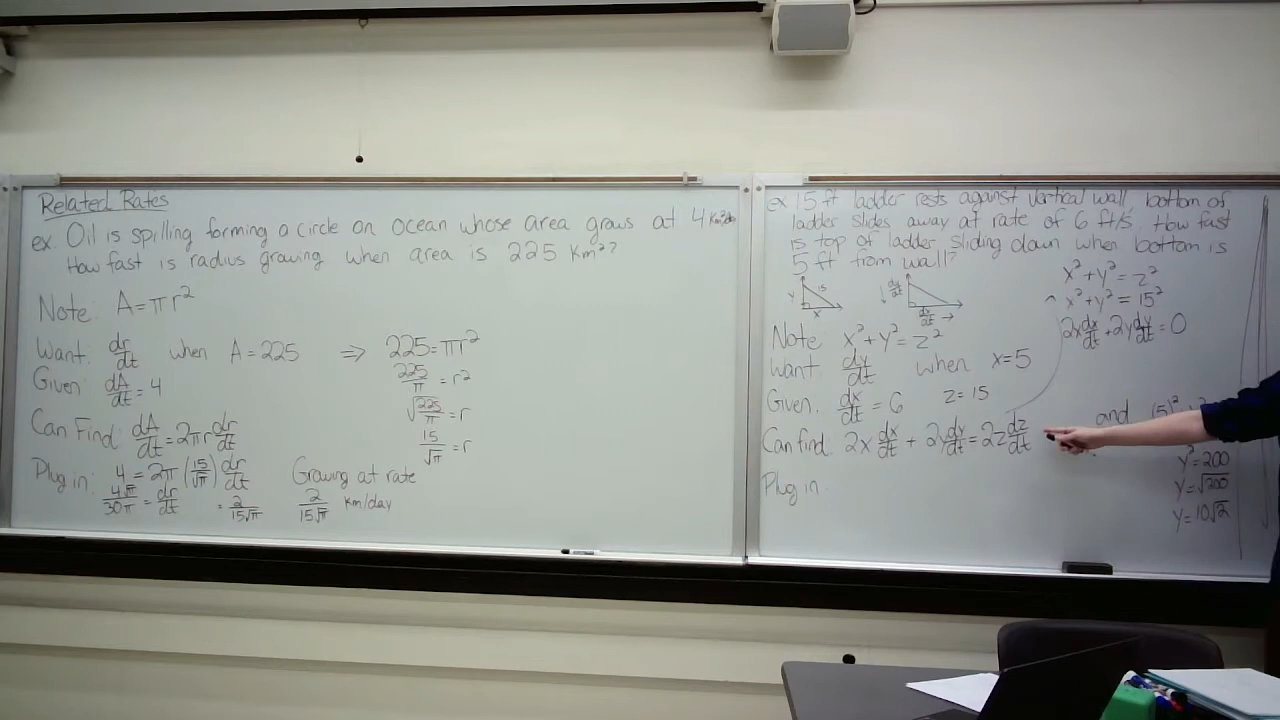 Related Rates
ex. Oil is spilling forming a circle on ocean whose area grows at 4
How fast is radius growing when area is 225 km²?
Note: A=πr²
Want: dr/dt when A=225 ⇒ 225=πr²
Given: dA/dt=4
225/π=r²
√(225/π)=r
15/√π=r
Can Find: dA/dt=2πr dr/dt
Plug in: 4=2π(15/√π)dr/dt
4√π/30π=dr/dt =2/15√π
Growing at rate
2/15√π km/day
ex 15 ft ladder rests against vertical wall bottom of
ladder slides away at rate of 6 ft/s. How fast
is top of ladder sliding down when bottom is
5 ft from wall?
y 15
x
↓ dy/dt
dx/dt →
x²+y²=z²
x²+y²=15²
2x dx/dt+2y dy/dt=0
Note: x²+y²=z²
Want: dy/dt when x=5
Given: dx/dt=6 z=15
Can find: 2x dx/dt+2y dy/dt=2z dz/dt
and (5)²
y²=200
y=√200
y=10√2
Plug in: